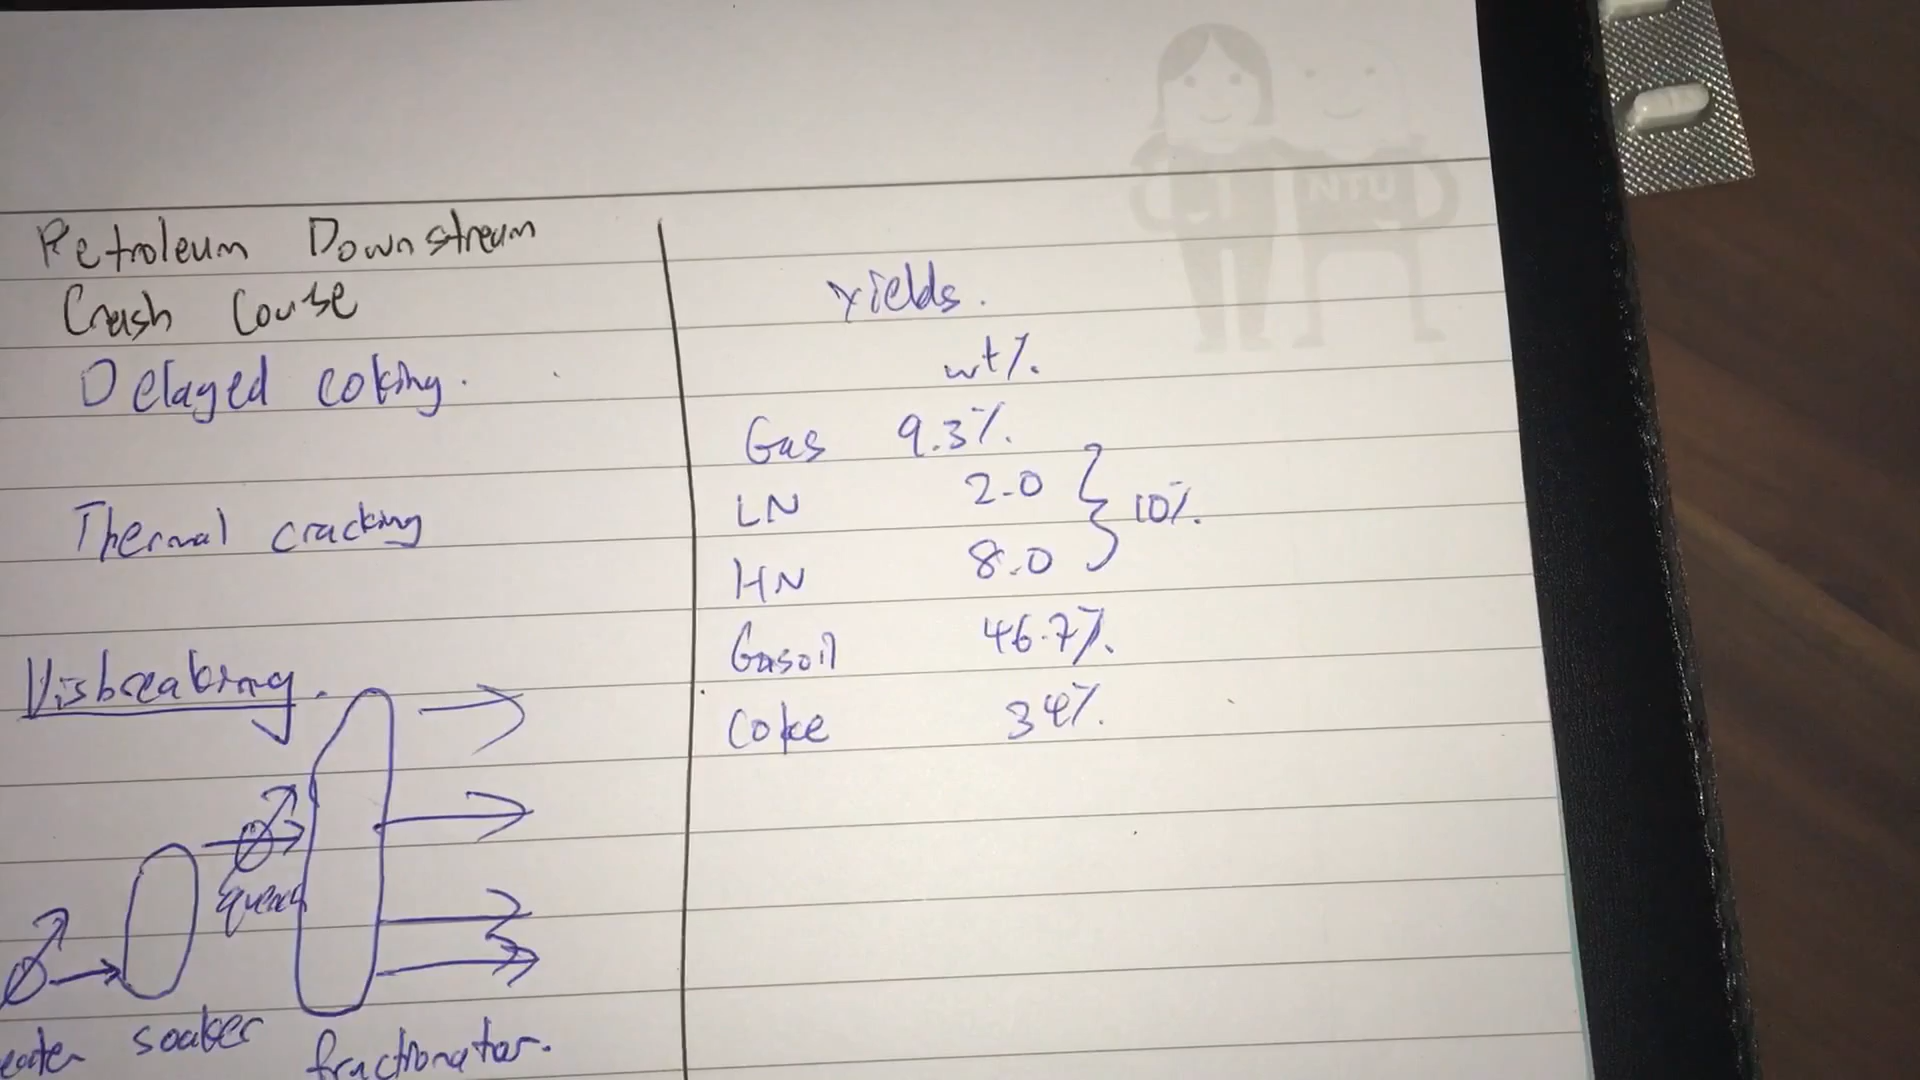 NTU
Petroleum Downstream
Crash Course
Delayed coking.
Thermal cracking
Visbreaking.
quench
soaker
fractionator.
Yields.
wt%.
Gas 9.3%.
LN 2.0
HN 8.0
10%.
Gasoil 46.7%.
Coke 34%.